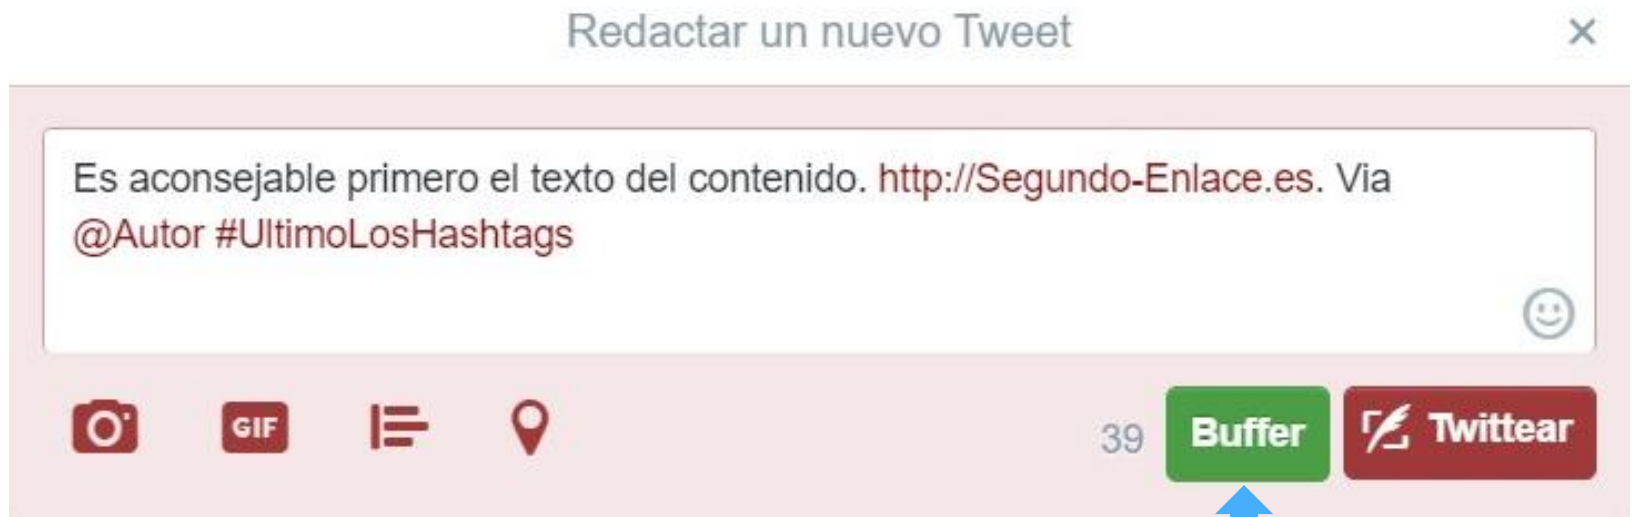 Redactar un nuevo Tweet
Es aconsejable primero el texto del contenido. http://Segundo-Enlace.es. Via
@Autor #UltimoLosHashtags
GIF
39 Buffer Twittear